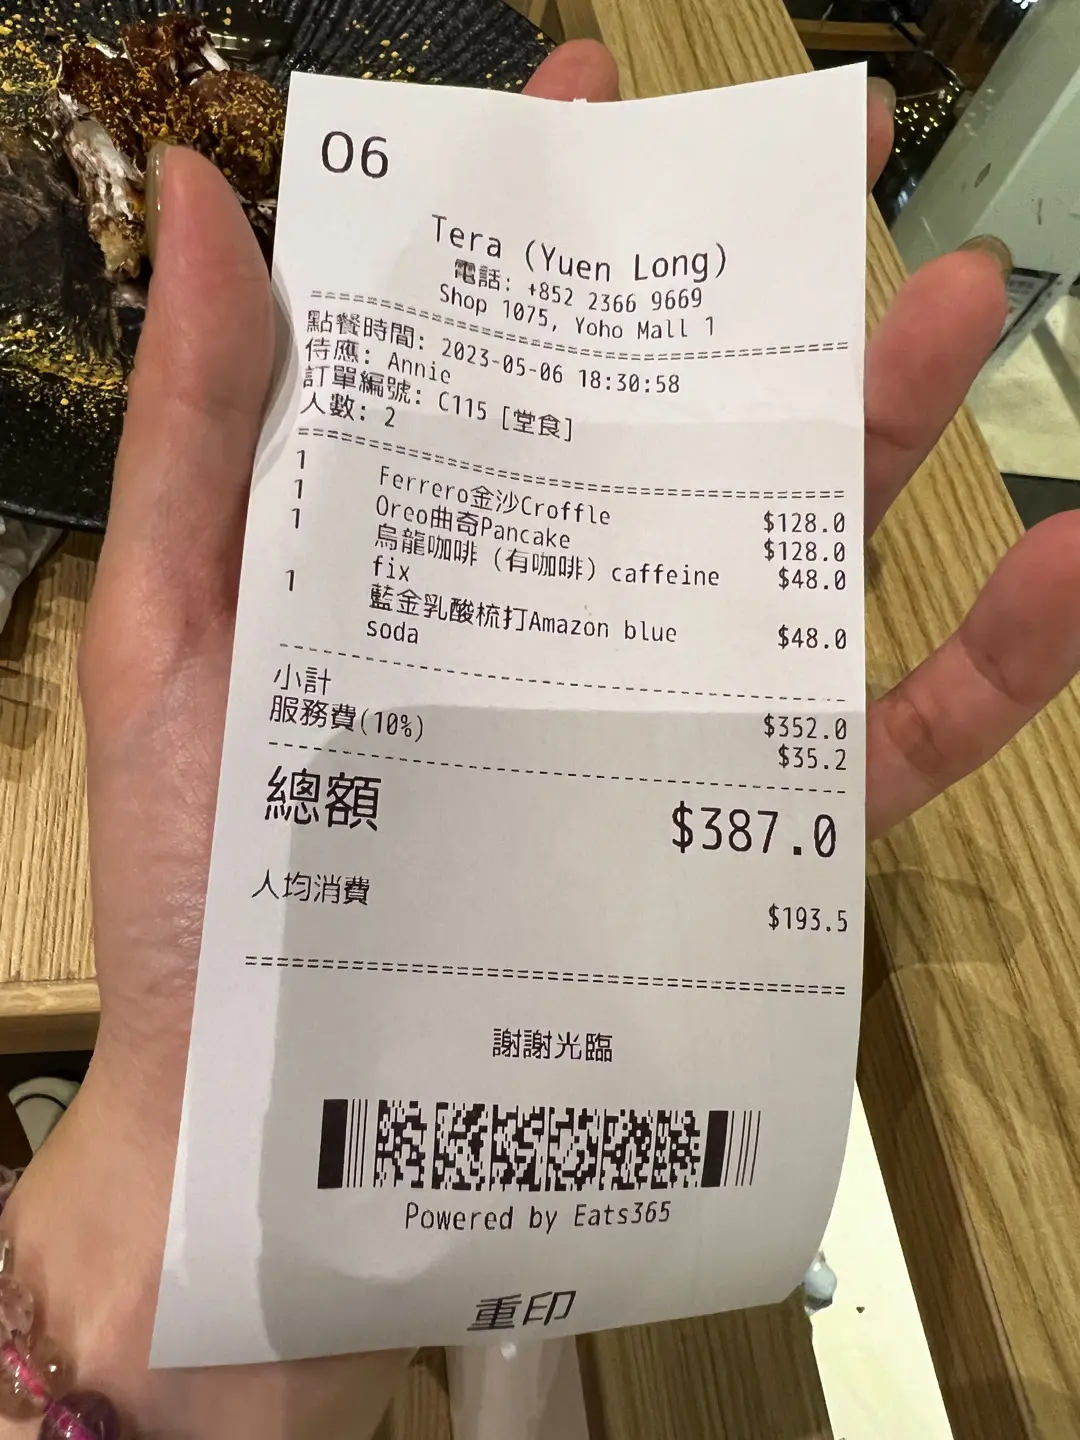 06
Tera (Yuen Long)
電話: +852 2366 9669
Shop 1075, Yoho Mall 1
點餐時間: 2023-05-06 18:30:58
侍應: Annie
訂單編號: C115 [堂食]
人數: 2
1 Ferrero金沙Croffle $128.0
1 Oreo曲奇Pancake $128.0
1 烏龍咖啡 (有咖啡) caffeine $48.0
fix
1 藍金乳酸梳打Amazon blue $48.0
soda
小計 $352.0
服務費(10%) $35.2
總額 $387.0
人均消費 $193.5
謝謝光臨
Powered by Eats365
重印